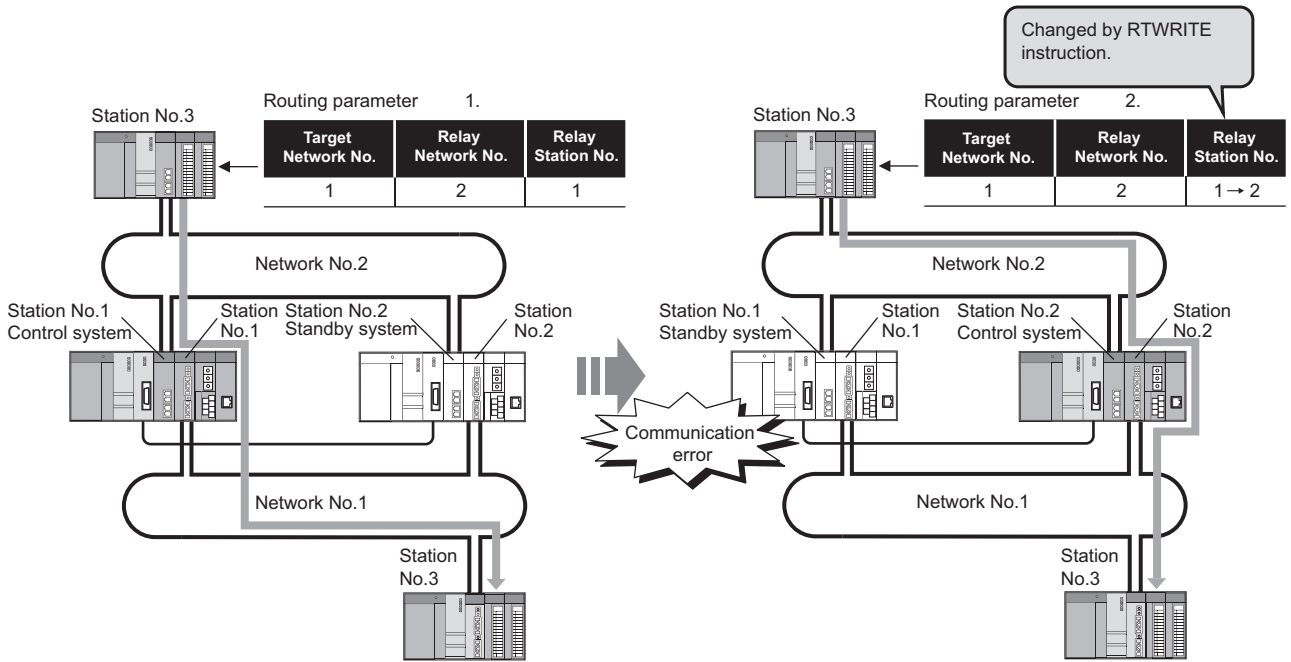 Changed by RTWRITE
instruction.
Station No.3
Routing parameter 1.
Target Network No. Relay Network No. Relay Station No.
1 2 1
Network No.2
Station No.1
Control system
Station
No.1
Station No.2
Standby system
Station
No.2
Network No.1
Station
No.3
Communication
error
Station No.3
Routing parameter 2.
Target Network No. Relay Network No. Relay Station No.
1 2 1→2
Network No.2
Station No.1
Standby system
Station
No.1
Station No.2
Control system
Station
No.2
Network No.1
Station
No.3